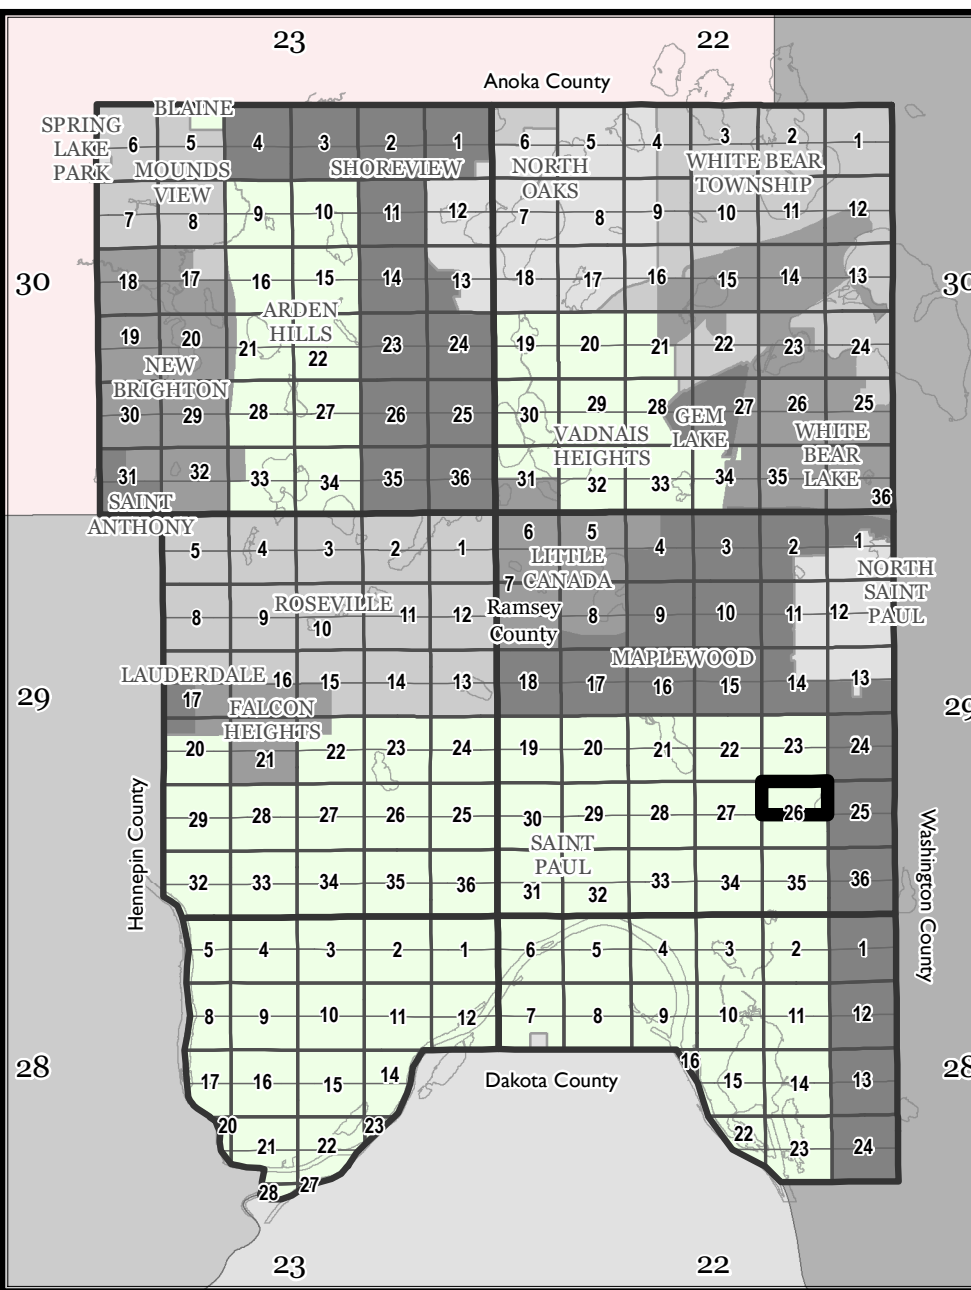 23 22
Anoka County
BLAINE
SPRING
LAKE
PARK
6 5 4 3 2 1 6 5 4 3 2 1
MOUNDS
VIEW
SHOREVIEW
NORTH
OAKS
WHITE BEAR
TOWNSHIP
7 8 9 10 11 12 7 8 9 10 11 12
30 18 17 16 15 14 13 18 17 16 15 14 13 30
ARDEN
HILLS
19 20 21 22 23 24 19 20 21 22 23 24
NEW
BRIGHTON
30 29 28 27 26 25 30 29 28 27 26 25
GEM
LAKE
VADNAIS
HEIGHTS
WHITE
BEAR
LAKE
31 32 33 34 35 36 31 32 33 34 35 36
SAINT
ANTHONY
5 4 3 2 1 6 5 4 3 2 1
LITTLE
CANADA
NORTH
SAINT
PAUL
8 9 10 11 12 7 8 9 10 11 12
ROSEVILLE
Ramsey
County
MAPLEWOOD
LAUDERDALE
29 17 16 15 14 13 18 17 16 15 14 13 29
FALCON
HEIGHTS
20 21 22 23 24 19 20 21 22 23 24
29 28 27 26 25 30 29 28 27 26 25
Hennepin County
Washington County
SAINT
PAUL
32 33 34 35 36 31 32 33 34 35 36
5 4 3 2 1 6 5 4 3 2 1
8 9 10 11 12 7 8 9 10 11 12
28 17 16 15 14 16 15 14 13 28
Dakota County
20 21 22 23 22 23 24
28 27
23 22